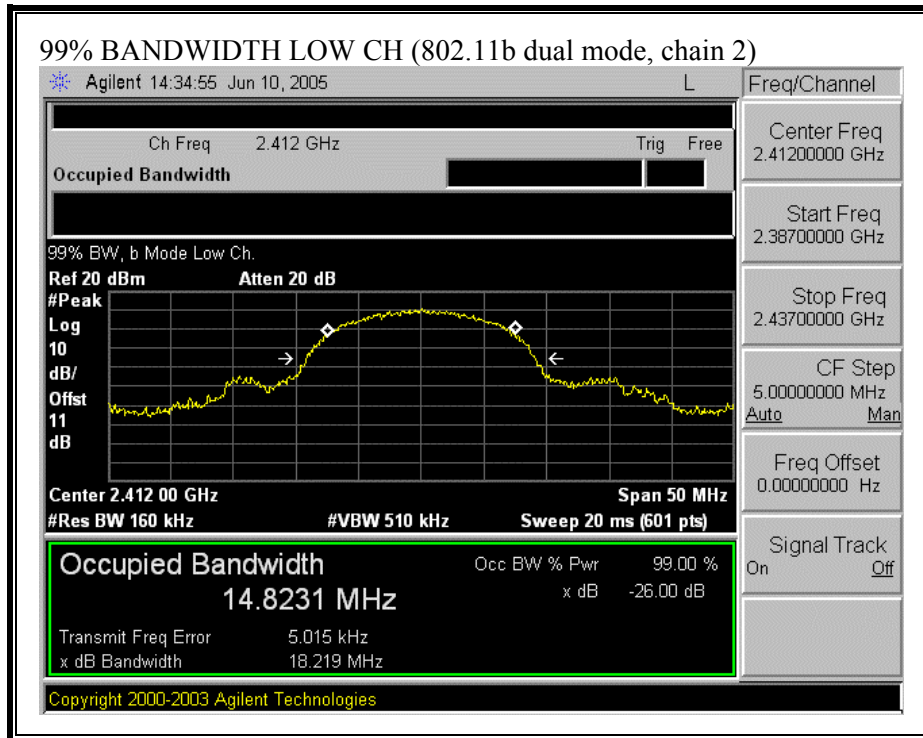 99% BANDWIDTH LOW CH (802.11b dual mode, chain 2)
Agilent 14:34:55 Jun 10, 2005 L
Freq/Channel
Ch Freq 2.412 GHz Trig Free
Occupied Bandwidth
Center Freq
2.41200000 GHz
Start Freq
2.38700000 GHz
Stop Freq
2.43700000 GHz
CF Step
5.00000000 MHz
Auto Man
Freq Offset
0.00000000 Hz
Signal Track
On Off
99% BW, b Mode Low Ch.
Ref 20 dBm Atten 20 dB
#Peak
Log
10
dB/
Offst
11
dB
Center 2.412 00 GHz Span 50 MHz
#Res BW 160 kHz #VBW 510 kHz Sweep 20 ms (601 pts)
Occupied Bandwidth Occ BW % Pwr 99.00 %
14.8231 MHz x dB -26.00 dB
Transmit Freq Error 5.015 kHz
x dB Bandwidth 18.219 MHz
Copyright 2000-2003 Agilent Technologies